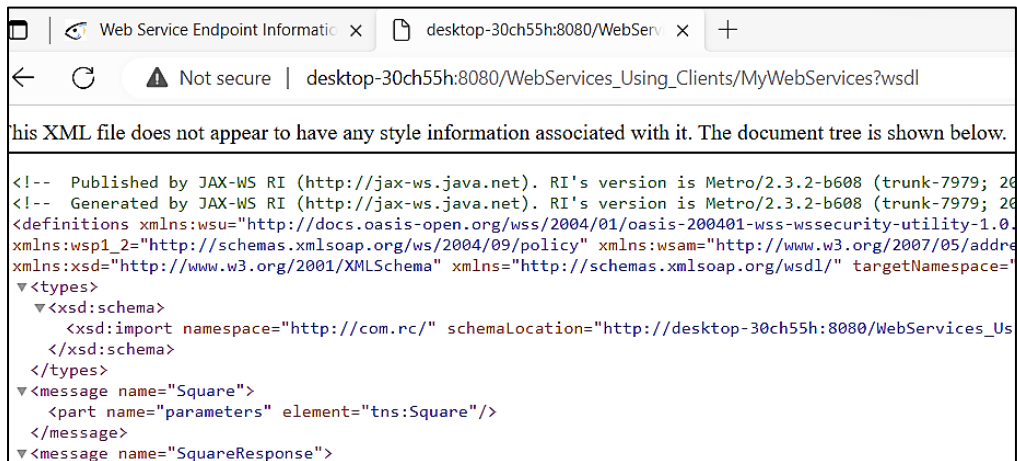 Web Service Endpoint Informatio
desktop-30ch55h:8080/WebServ
Not secure | desktop-30ch55h:8080/WebServices_Using_Clients/MyWebServices?wsdl
his XML file does not appear to have any style information associated with it. The document tree is shown below.
<!-- Published by JAX-WS RI (http://jax-ws.java.net). RI's version is Metro/2.3.2-b608 (trunk-7979; 20
<!-- Generated by JAX-WS RI (http://jax-ws.java.net). RI's version is Metro/2.3.2-b608 (trunk-7979; 20
<definitions xmlns:wsu="http://docs.oasis-open.org/wss/2004/01/oasis-200401-wss-wssecurity-utility-1.0.
xmlns:wsp1_2="http://schemas.xmlsoap.org/ws/2004/09/policy" xmlns:wsam="http://www.w3.org/2007/05/addre
xmlns:xsd="http://www.w3.org/2001/XMLSchema" xmlns="http://schemas.xmlsoap.org/wsdl/" targetNamespace="
▼<types>
▼<xsd:schema>
<xsd:import namespace="http://com.rc/" schemaLocation="http://desktop-30ch55h:8080/WebServices_Us
</xsd:schema>
</types>
▼<message name="Square">
<part name="parameters" element="tns:Square"/>
</message>
▼<message name="SquareResponse">